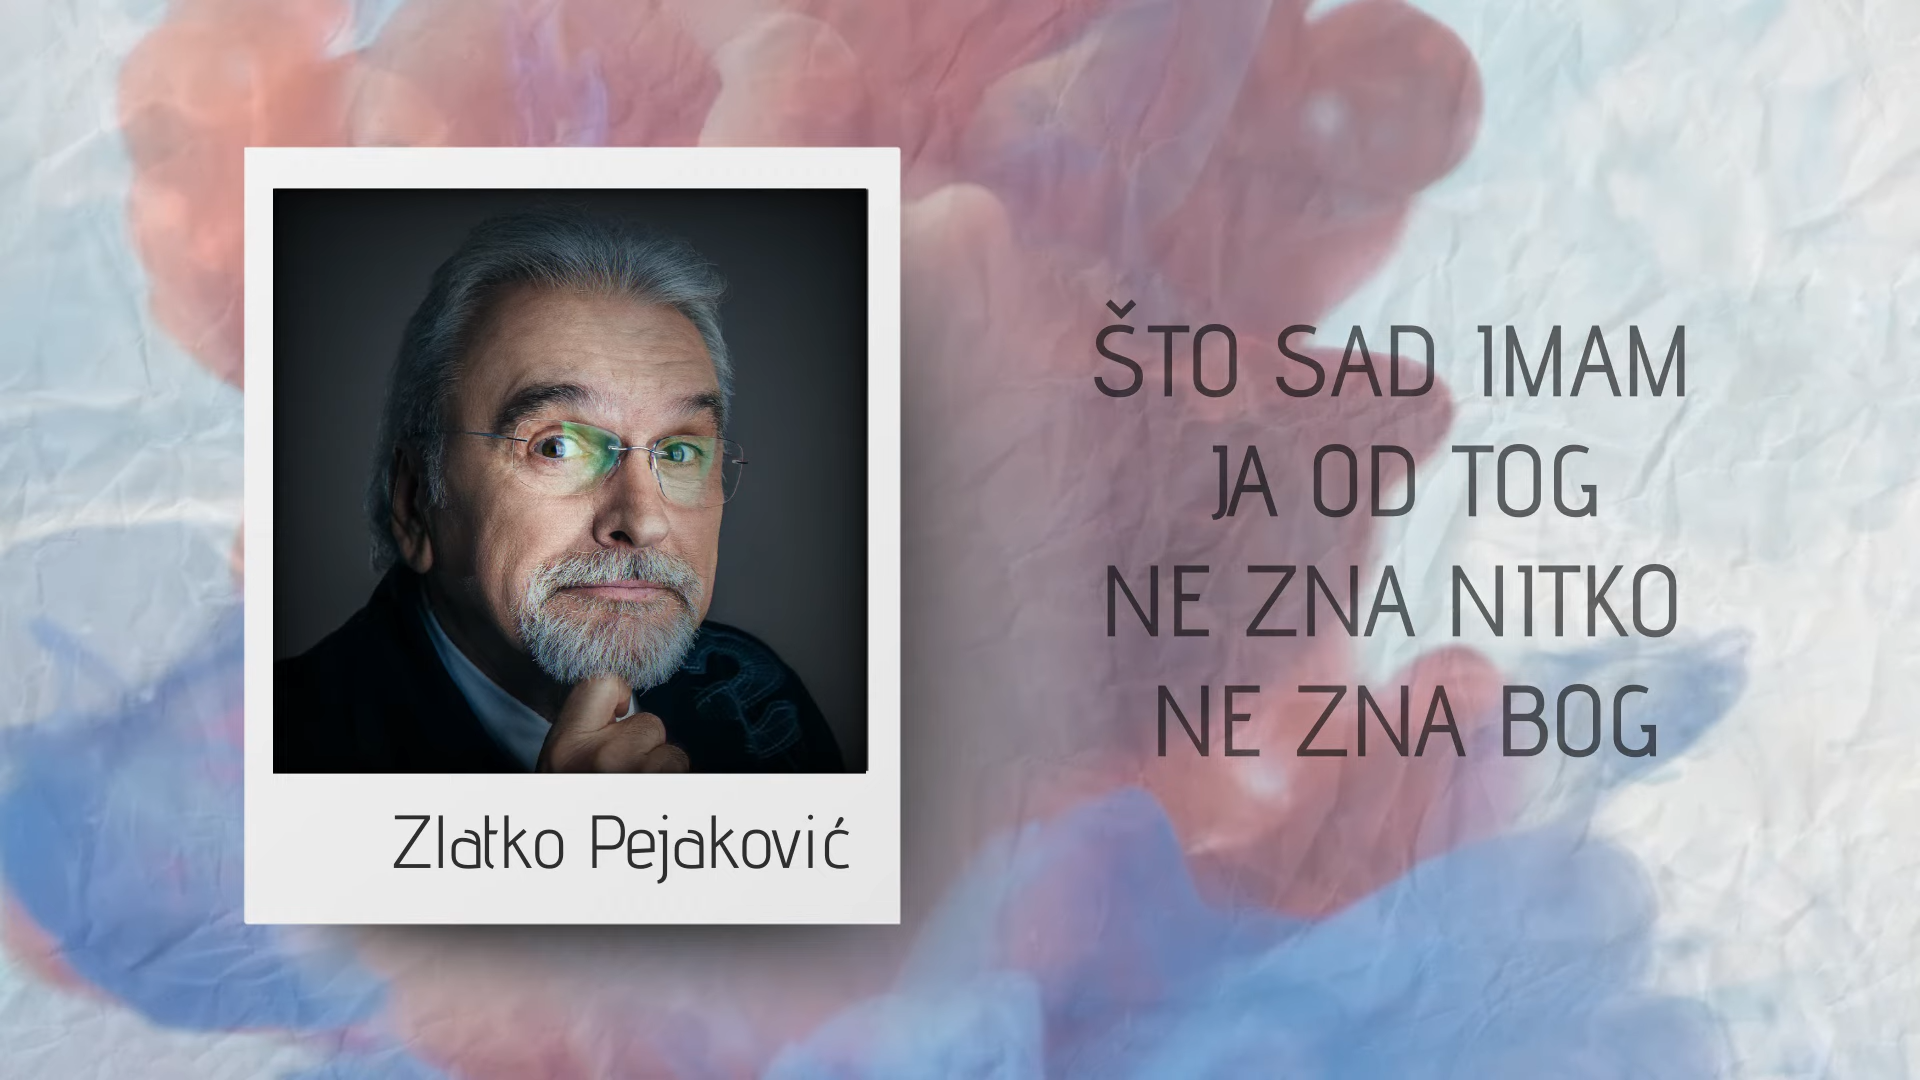 Zlatko Pejaković
ŠTO SAD IMAM
JA OD TOG
NE ZNA NITKO
NE ZNA BOG